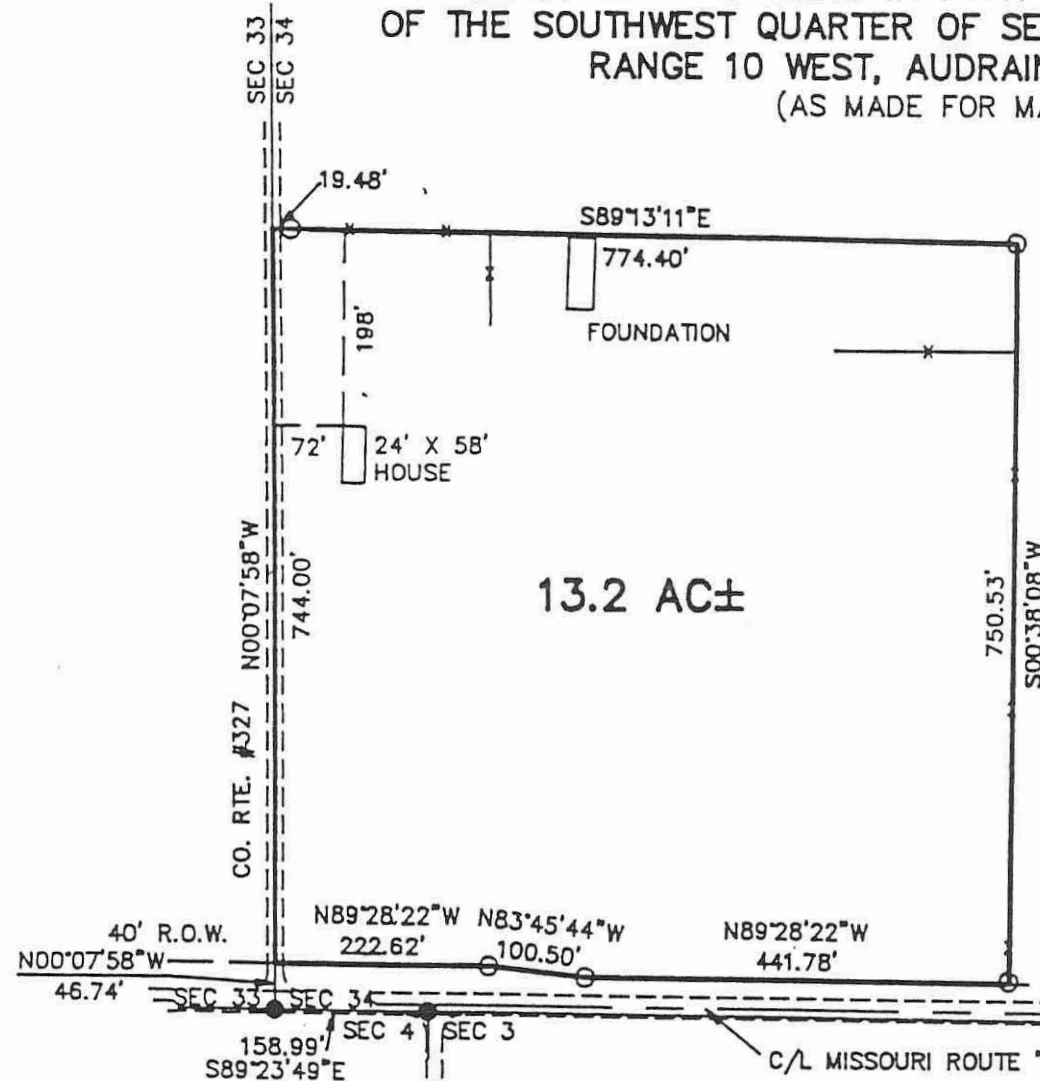 OF THE SOUTHWEST QUARTER OF SE
RANGE 10 WEST, AUDRAIN
(AS MADE FOR MA
SEC 33
SEC 34
19.48'
S89°13'11"E
774.40'
198'
FOUNDATION
72'
24' X 58'
HOUSE
N00°07'58"W
744.00'
13.2 AC±
750.53'
S00°38'08"W
CO. RTE. #327
N89°28'22"W
222.62'
N83°45'44"W
100.50'
N89°28'22"W
441.78'
40' R.O.W.
N00°07'58"W
46.74'
SEC 33
SEC 34
SEC 4
SEC 3
158.99'
S89°23'49"E
C/L MISSOURI ROUTE "